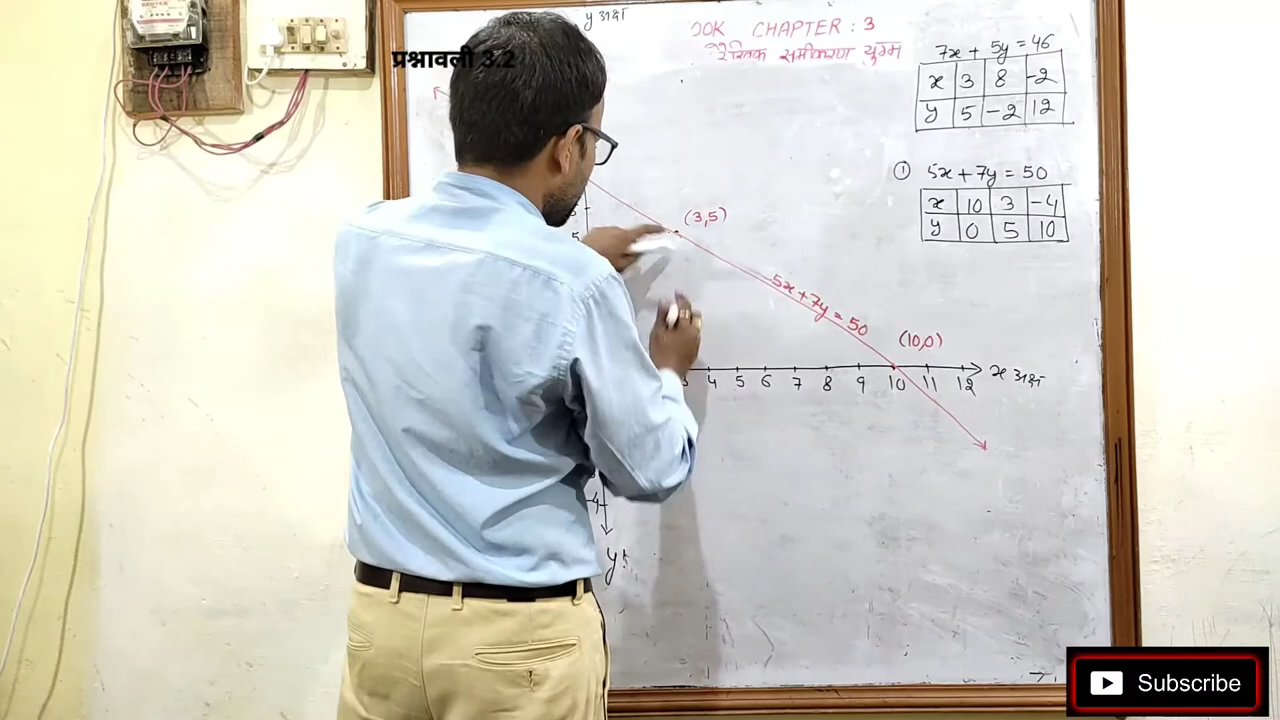 y अक्ष
OOK CHAPTER : 3
रैखिक समीकरण युग्म
प्रश्नावली 3.2
7x + 5y = 46
x 3 8 -2
y 5 -2 12
① 5x + 7y = 50
x 10 3 -4
y 0 5 10
(3,5)
5
5x + 7y = 50
(10,0)
3 4 5 6 7 8 9 10 11 12
x अक्ष
-4
y'
Subscribe